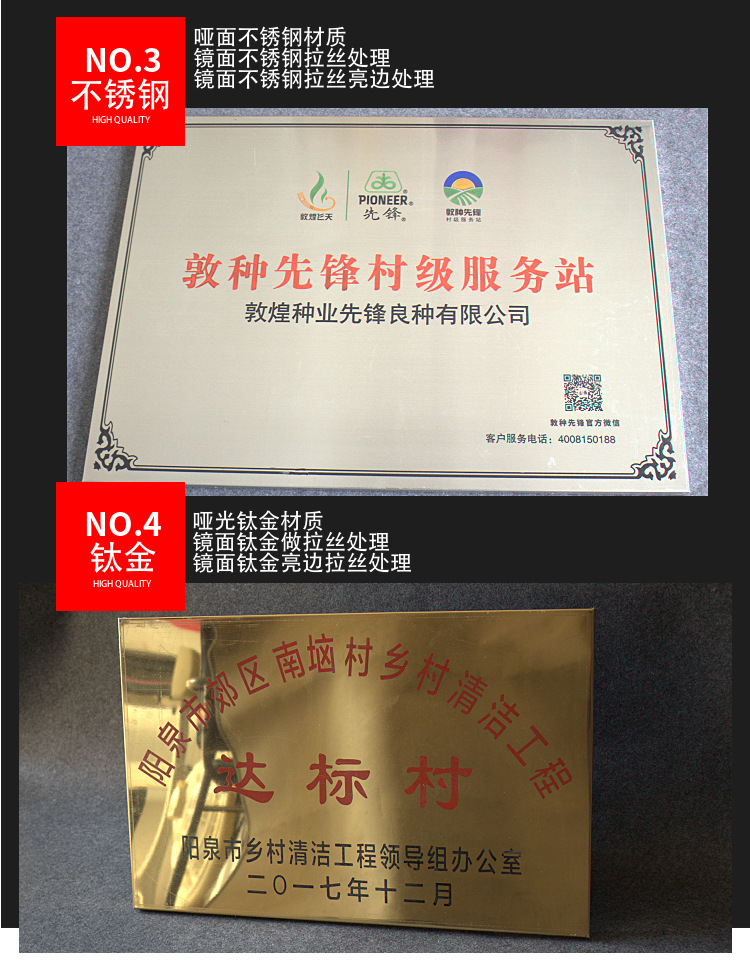 NO.3
不锈钢
HIGH QUALITY
哑面不锈钢材质
镜面不锈钢拉丝处理
镜面不锈钢拉丝亮边处理
敦煌飞天
PIONEER
先锋
敦种先锋
村级服务站
敦种先锋村级服务站
敦煌种业先锋良种有限公司
敦种先锋官方微信
客户服务电话：4008150188
NO.4
钛金
HIGH QUALITY
哑光钛金材质
镜面钛金做拉丝处理
镜面钛金亮边拉丝处理
阳泉市郊区南垴村乡村清洁工程
达标村
阳泉市乡村清洁工程领导组办公室
二〇一七年十二月